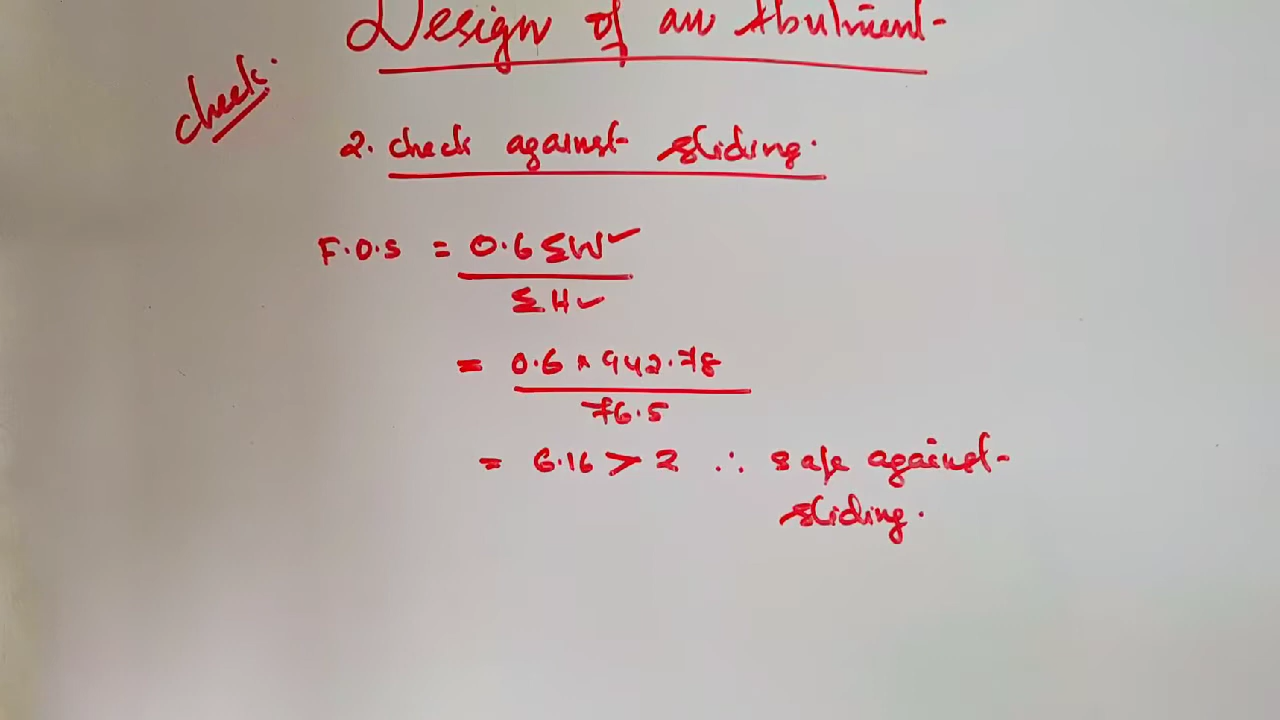 Design of an Abutment
check.
2. check against sliding.
F.O.S = 0.6 ΣW ✓
ΣH ✓
= 0.6 × 942.78
76.5
= 6.16 > 2 ∴ safe against
sliding.